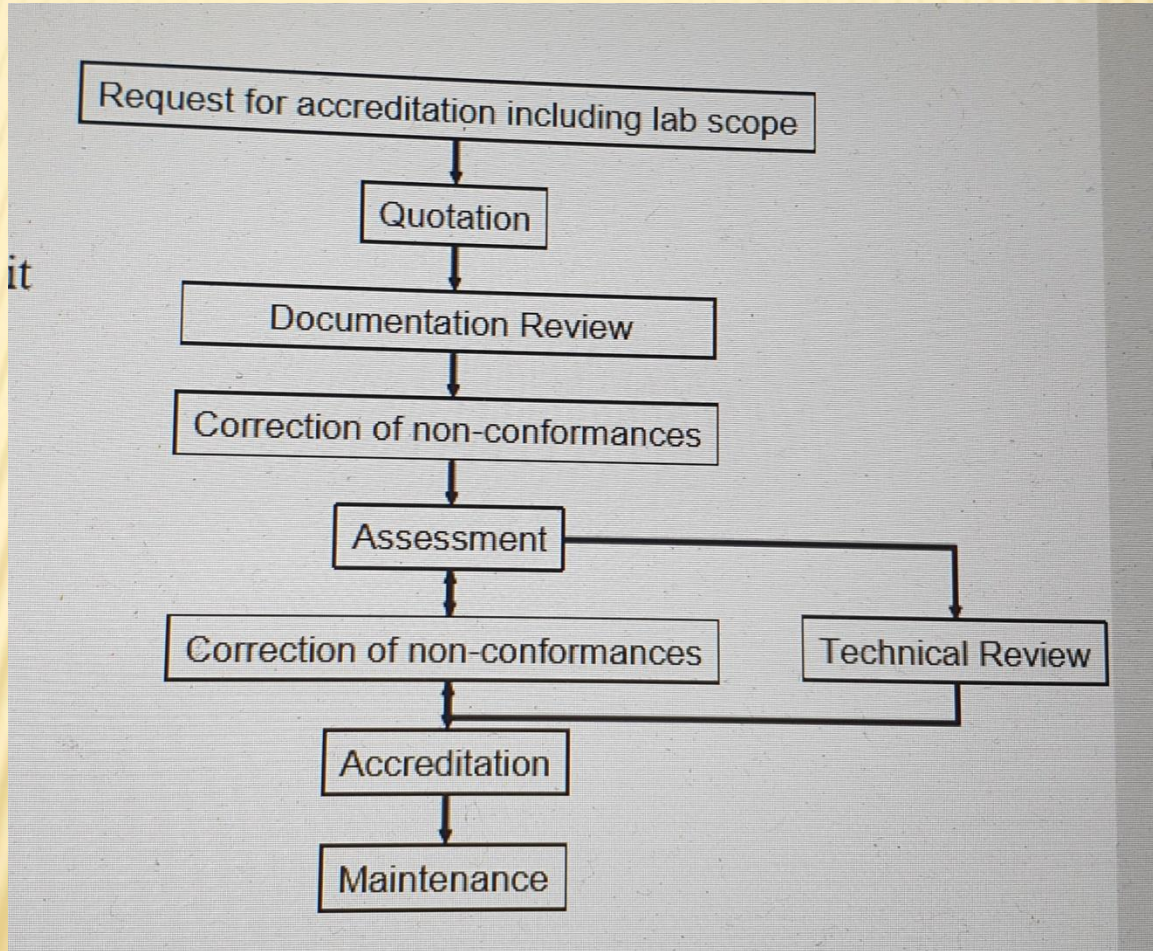 Request for accreditation including lab scope
Quotation
it
Documentation Review
Correction of non-conformances
Assessment
Correction of non-conformances
Technical Review
Accreditation
Maintenance